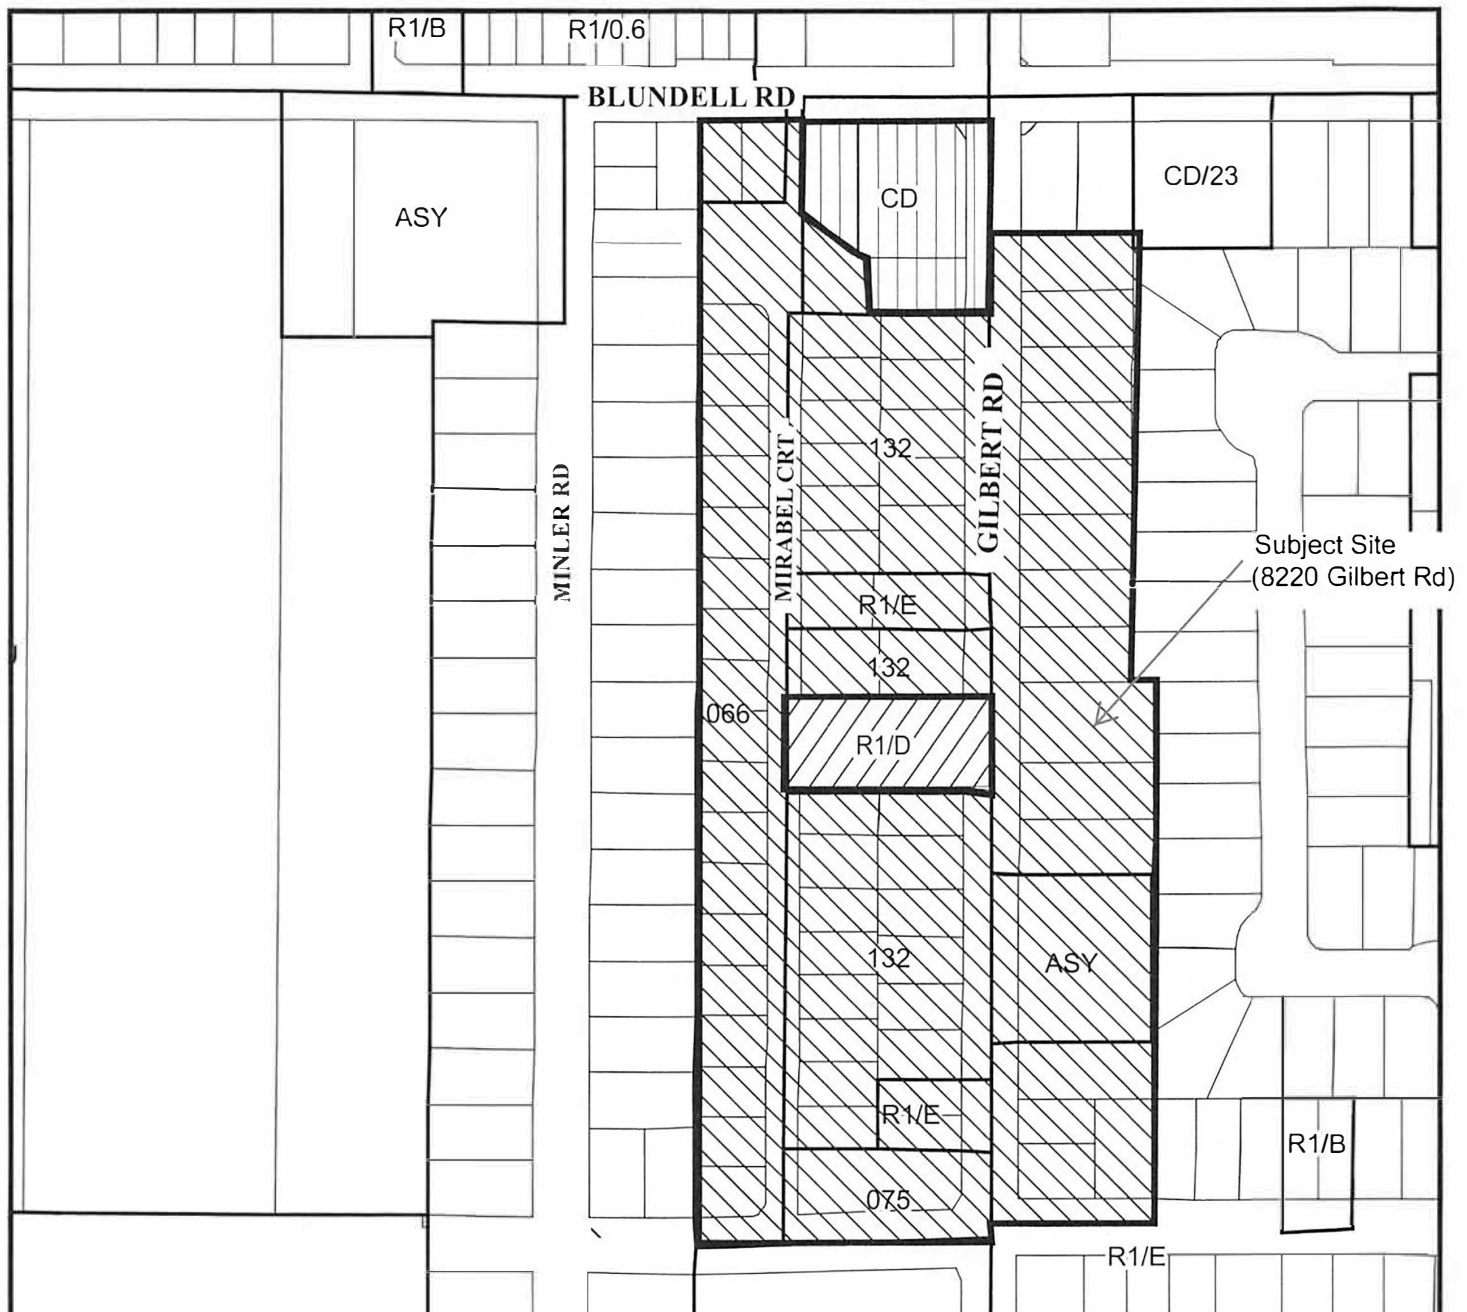 R1/B
R1/0.6
BLUNDELL RD
CD
CD/23
ASY
GILBERT RD
132
MIRABEL CRT
MINLER RD
Subject Site
(8220 Gilbert Rd)
R1/E
132
066
R1/D
132
ASY
R1/E
R1/B
075
R1/E